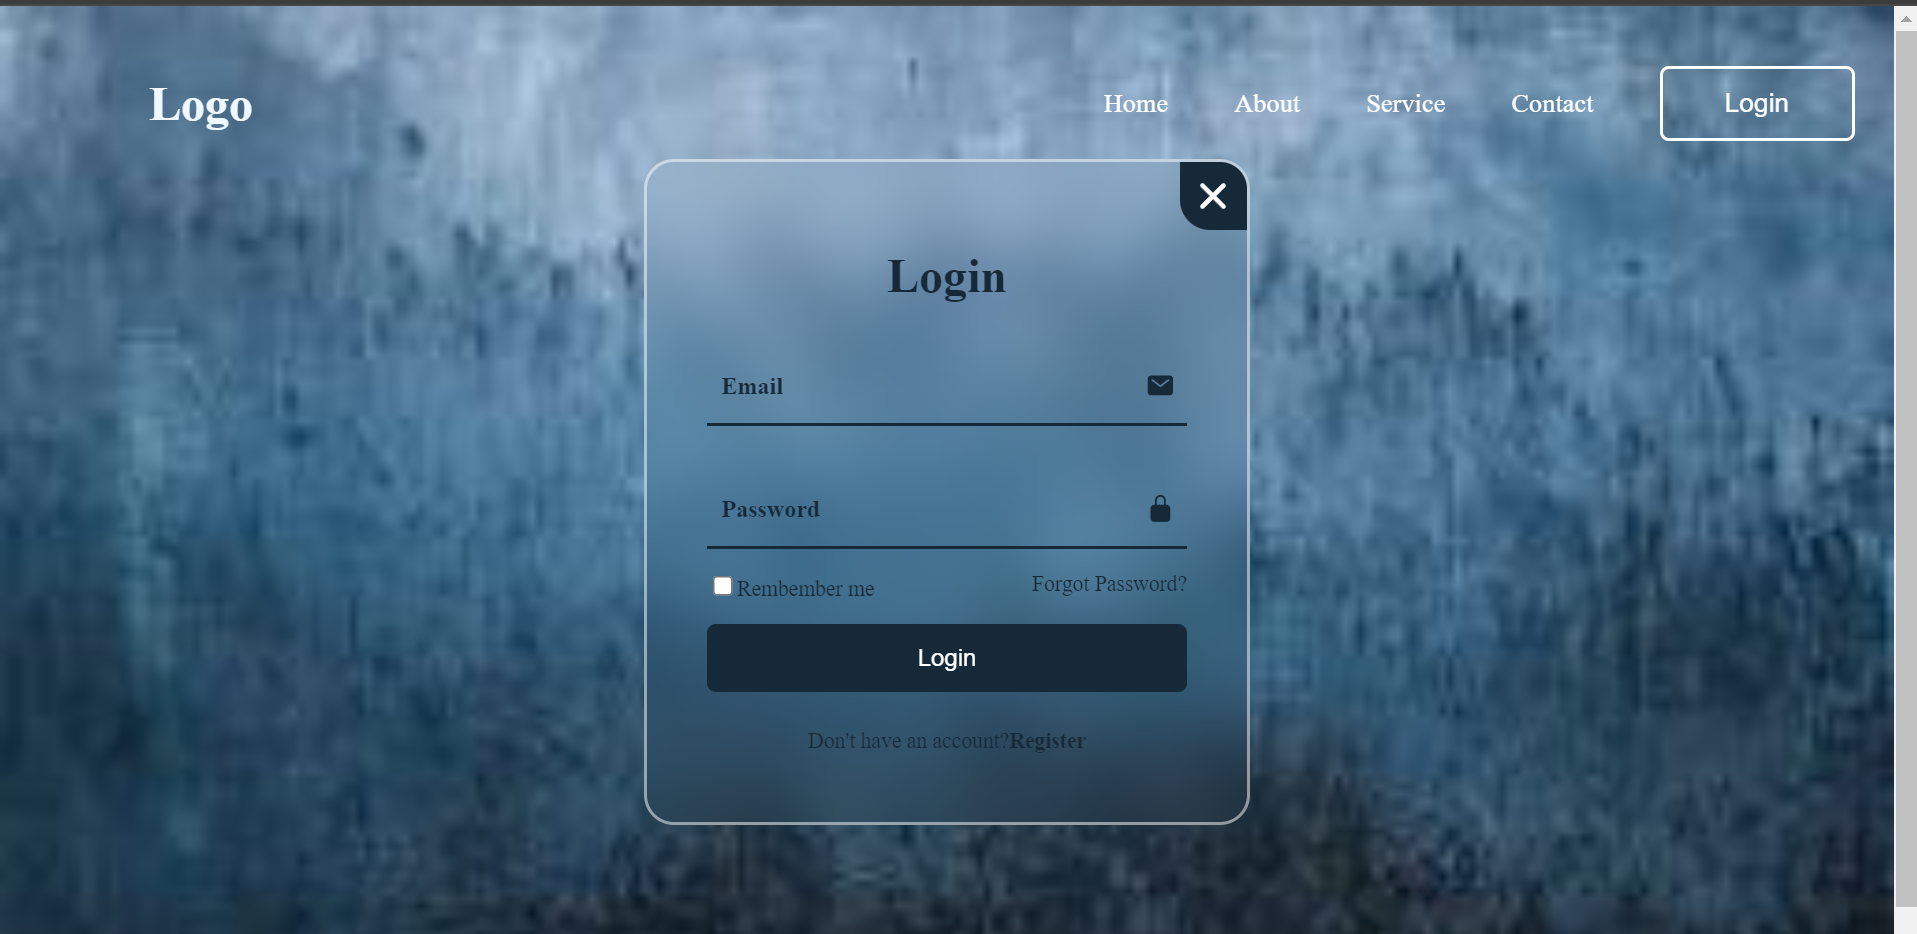 Logo
Home About Service Contact Login
Login
Email
Password
Rembember me Forgot Password?
Login
Don't have an account?Register